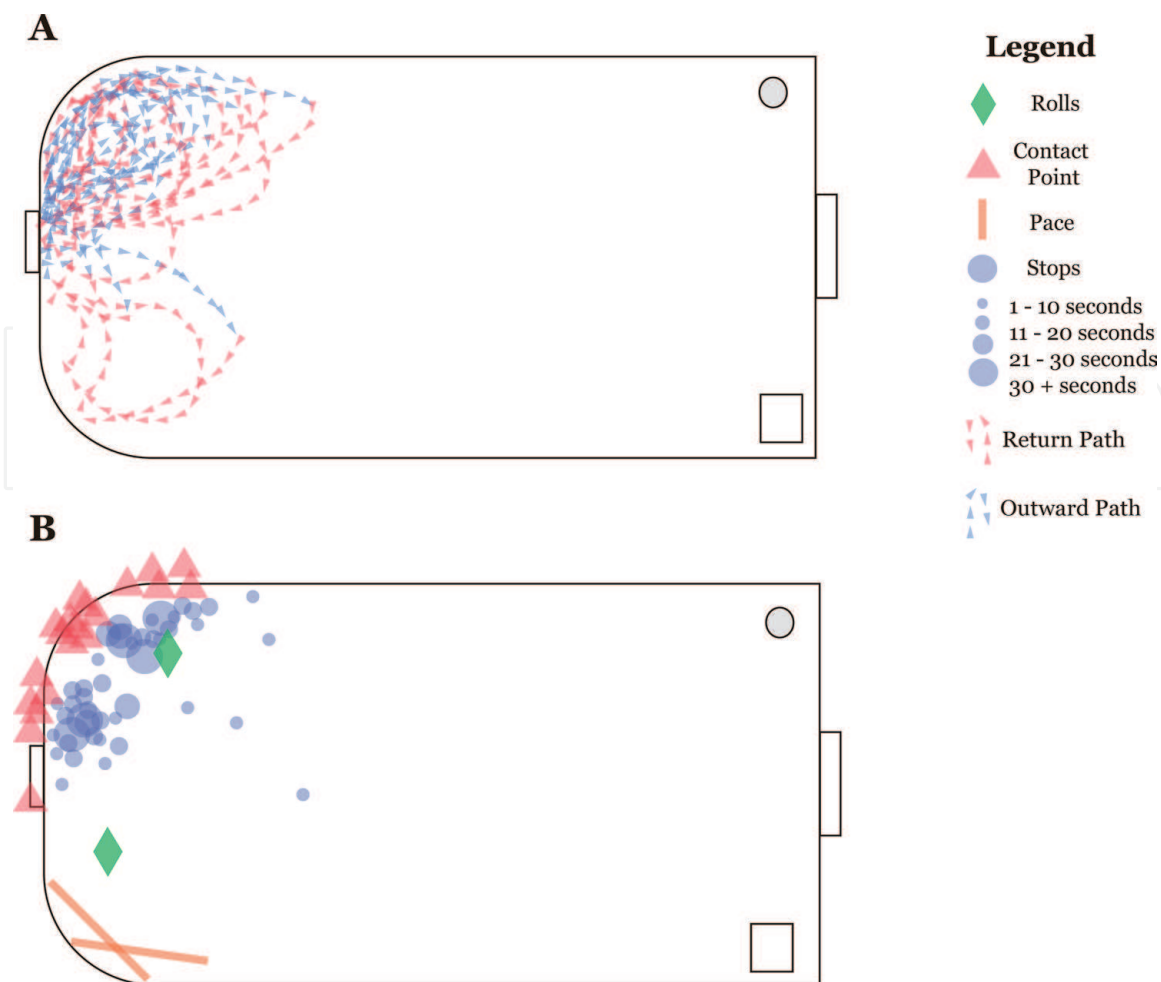 A
B
Legend
Rolls
Contact
Point
Pace
Stops
1 - 10 seconds
11 - 20 seconds
21 - 30 seconds
30 + seconds
Return Path
Outward Path